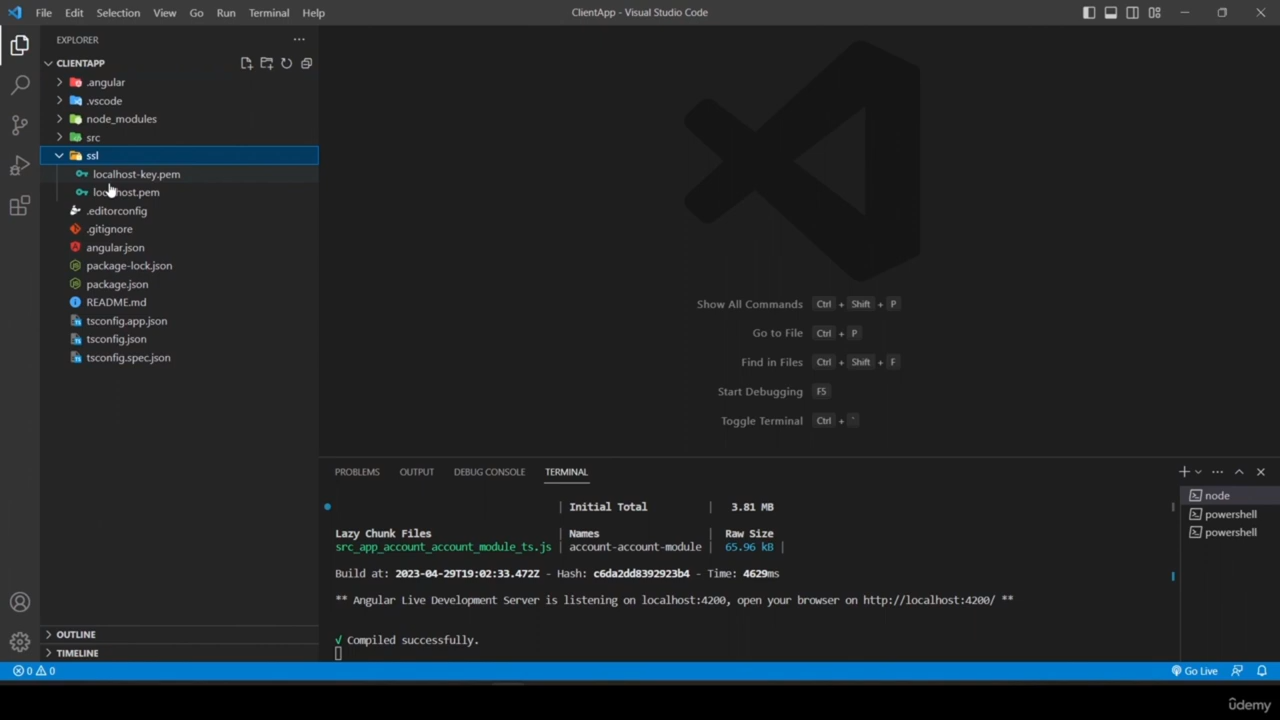 File Edit Selection View Go Run Terminal Help
ClientApp - Visual Studio Code
EXPLORER
CLIENTAPP
.angular
.vscode
node_modules
src
ssl
localhost-key.pem
localhost.pem
.editorconfig
.gitignore
angular.json
package-lock.json
package.json
README.md
tsconfig.app.json
tsconfig.json
tsconfig.spec.json
OUTLINE
TIMELINE
Show All Commands Ctrl + Shift + P
Go to File Ctrl + P
Find in Files Ctrl + Shift + F
Start Debugging F5
Toggle Terminal Ctrl + `
PROBLEMS OUTPUT DEBUG CONSOLE TERMINAL
| Initial Total | 3.81 MB
Lazy Chunk Files | Names | Raw Size
src_app_account_account_module_ts.js | account-account-module | 65.96 kB |
Build at: 2023-04-29T19:02:33.472Z - Hash: c6da2dd8392923b4 - Time: 4629ms
** Angular Live Development Server is listening on localhost:4200, open your browser on http://localhost:4200/ **
√ Compiled successfully.
node
powershell
powershell
0 0
Go Live
ûdemy